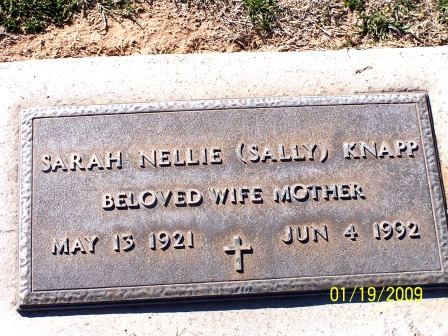 SARAH NELLIE (SALLY) KNAPP
BELOVED WIFE MOTHER
MAY 13 1921 JUN 4 1992
01/19/2009